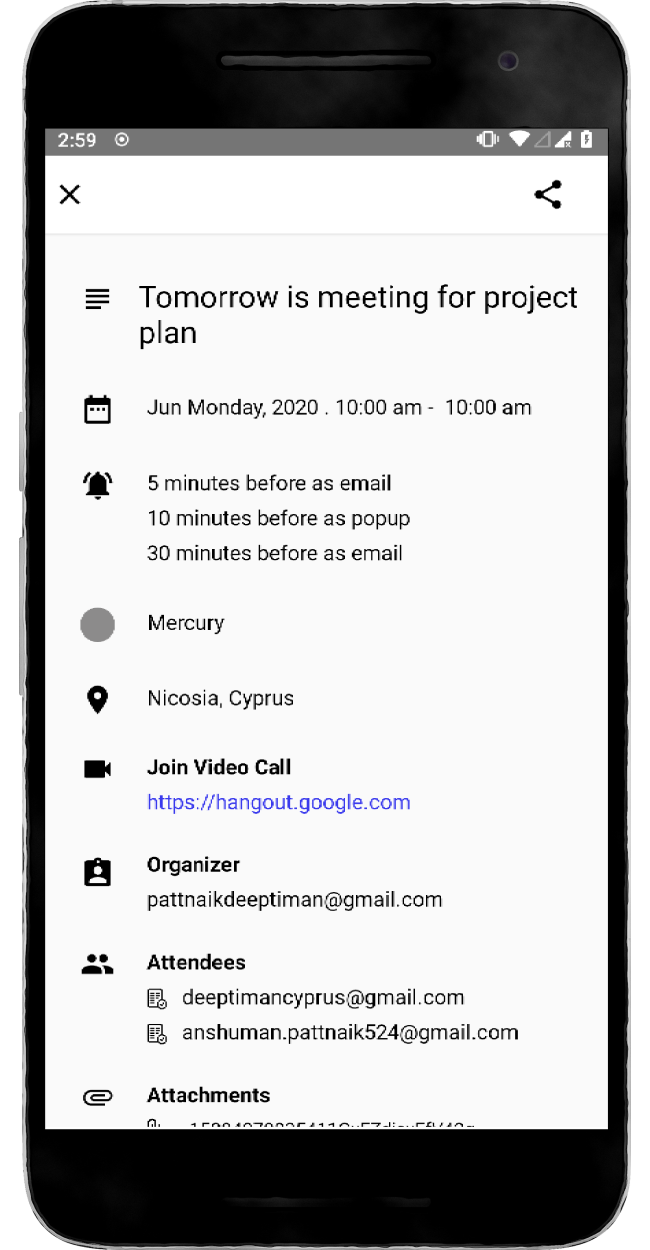 2:59
Tomorrow is meeting for project
plan
Jun Monday, 2020 . 10:00 am - 10:00 am
5 minutes before as email
10 minutes before as popup
30 minutes before as email
Mercury
Nicosia, Cyprus
Join Video Call
https://hangout.google.com
Organizer
pattnaikdeeptiman@gmail.com
Attendees
deeptimancyprus@gmail.com
anshuman.pattnaik524@gmail.com
Attachments